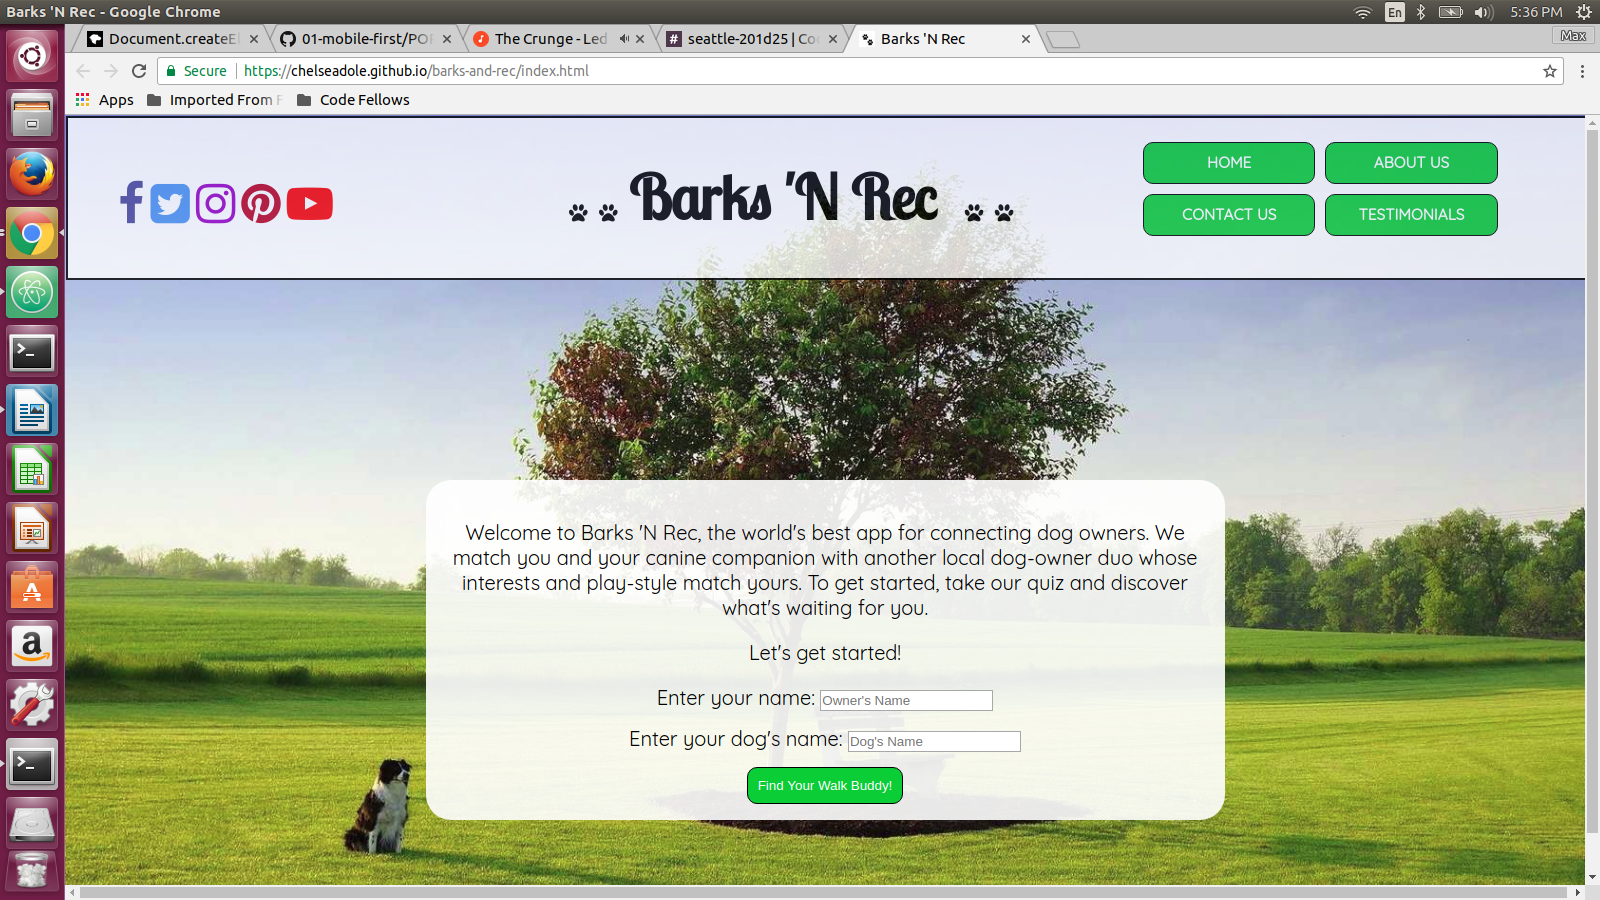 Barks 'N Rec - Google Chrome
En
5:36 PM
Document.createEl
01-mobile-first/POR
The Crunge - Led
seattle-201d25 | Co
Barks 'N Rec
Max
Secure
https://chelseadole.github.io/barks-and-rec/index.html
Apps
Imported From F
Code Fellows
Barks 'N Rec
HOME
ABOUT US
CONTACT US
TESTIMONIALS
Welcome to Barks 'N Rec, the world's best app for connecting dog owners. We
match you and your canine companion with another local dog-owner duo whose
interests and play-style match yours. To get started, take our quiz and discover
what's waiting for you.
Let's get started!
Enter your name: Owner's Name
Enter your dog's name: Dog's Name
Find Your Walk Buddy!